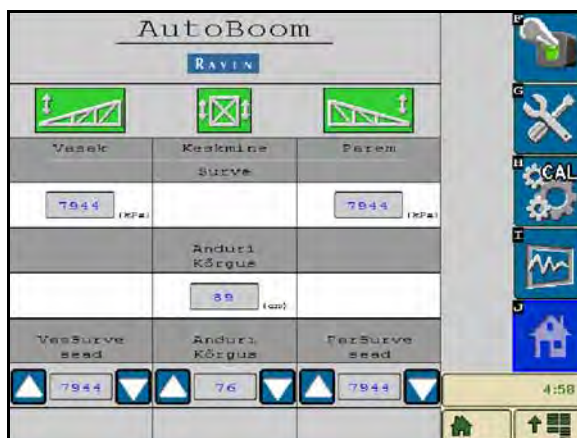 AutoBoom
RAVEN
Vasak Keskmine Parem
Surve
7944 (kPa) 7944 (kPa)
Anduri
Kõrgus
89 (cm)
VasSurve Anduri ParSurve
sead Kõrgus sead
7944 76 7944
F
G
H
CAL
I
J
4:58